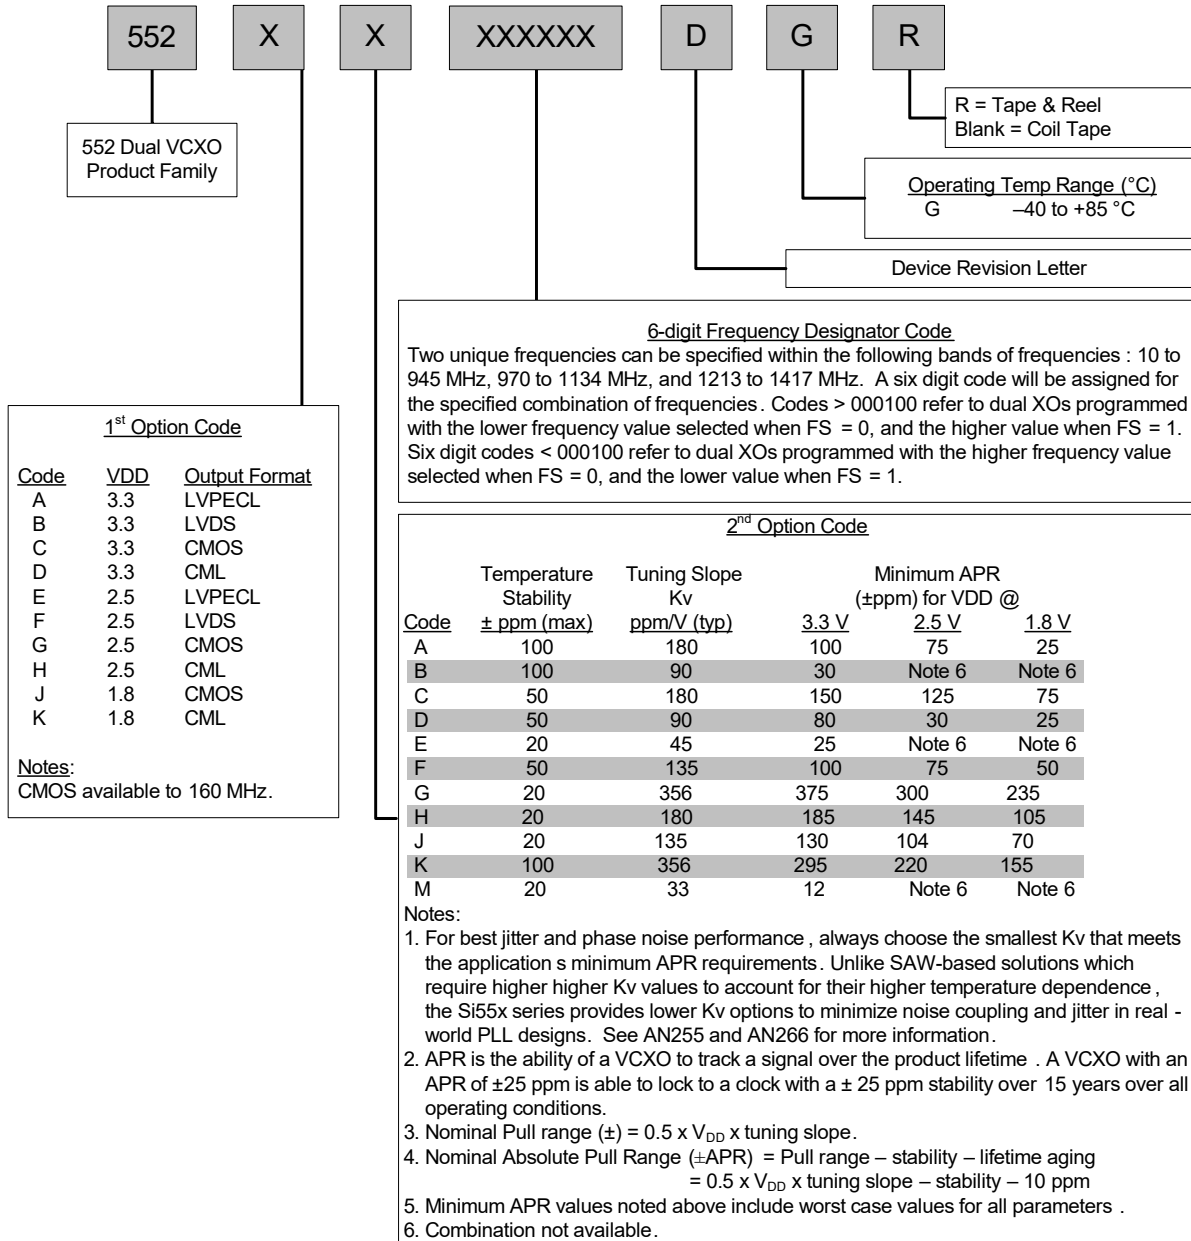 552 X X XXXXXX D G R
R = Tape & Reel
Blank = Coil Tape
552 Dual VCXO
Product Family
Operating Temp Range (°C)
G –40 to +85 °C
Device Revision Letter
6-digit Frequency Designator Code
Two unique frequencies can be specified within the following bands of frequencies : 10 to
945 MHz, 970 to 1134 MHz, and 1213 to 1417 MHz. A six digit code will be assigned for
the specified combination of frequencies. Codes > 000100 refer to dual XOs programmed
with the lower frequency value selected when FS = 0, and the higher value when FS = 1.
Six digit codes < 000100 refer to dual XOs programmed with the higher frequency value
selected when FS = 0, and the lower value when FS = 1.
1st Option Code
Code VDD Output Format
A 3.3 LVPECL
B 3.3 LVDS
C 3.3 CMOS
D 3.3 CML
E 2.5 LVPECL
F 2.5 LVDS
G 2.5 CMOS
H 2.5 CML
J 1.8 CMOS
K 1.8 CML
Notes:
CMOS available to 160 MHz.
2nd Option Code
Temperature Tuning Slope Minimum APR
Stability Kv (±ppm) for VDD @
Code ± ppm (max) ppm/V (typ) 3.3 V 2.5 V 1.8 V
A 100 180 100 75 25
B 100 90 30 Note 6 Note 6
C 50 180 150 125 75
D 50 90 80 30 25
E 20 45 25 Note 6 Note 6
F 50 135 100 75 50
G 20 356 375 300 235
H 20 180 185 145 105
J 20 135 130 104 70
K 100 356 295 220 155
M 20 33 12 Note 6 Note 6
Notes:
1. For best jitter and phase noise performance , always choose the smallest Kv that meets
the application s minimum APR requirements. Unlike SAW-based solutions which
require higher higher Kv values to account for their higher temperature dependence ,
the Si55x series provides lower Kv options to minimize noise coupling and jitter in real -
world PLL designs. See AN255 and AN266 for more information.
2. APR is the ability of a VCXO to track a signal over the product lifetime . A VCXO with an
APR of ±25 ppm is able to lock to a clock with a ± 25 ppm stability over 15 years over all
operating conditions.
3. Nominal Pull range (±) = 0.5 x VDD x tuning slope.
4. Nominal Absolute Pull Range (±APR) = Pull range – stability – lifetime aging
= 0.5 x VDD x tuning slope – stability – 10 ppm
5. Minimum APR values noted above include worst case values for all parameters .
6. Combination not available.